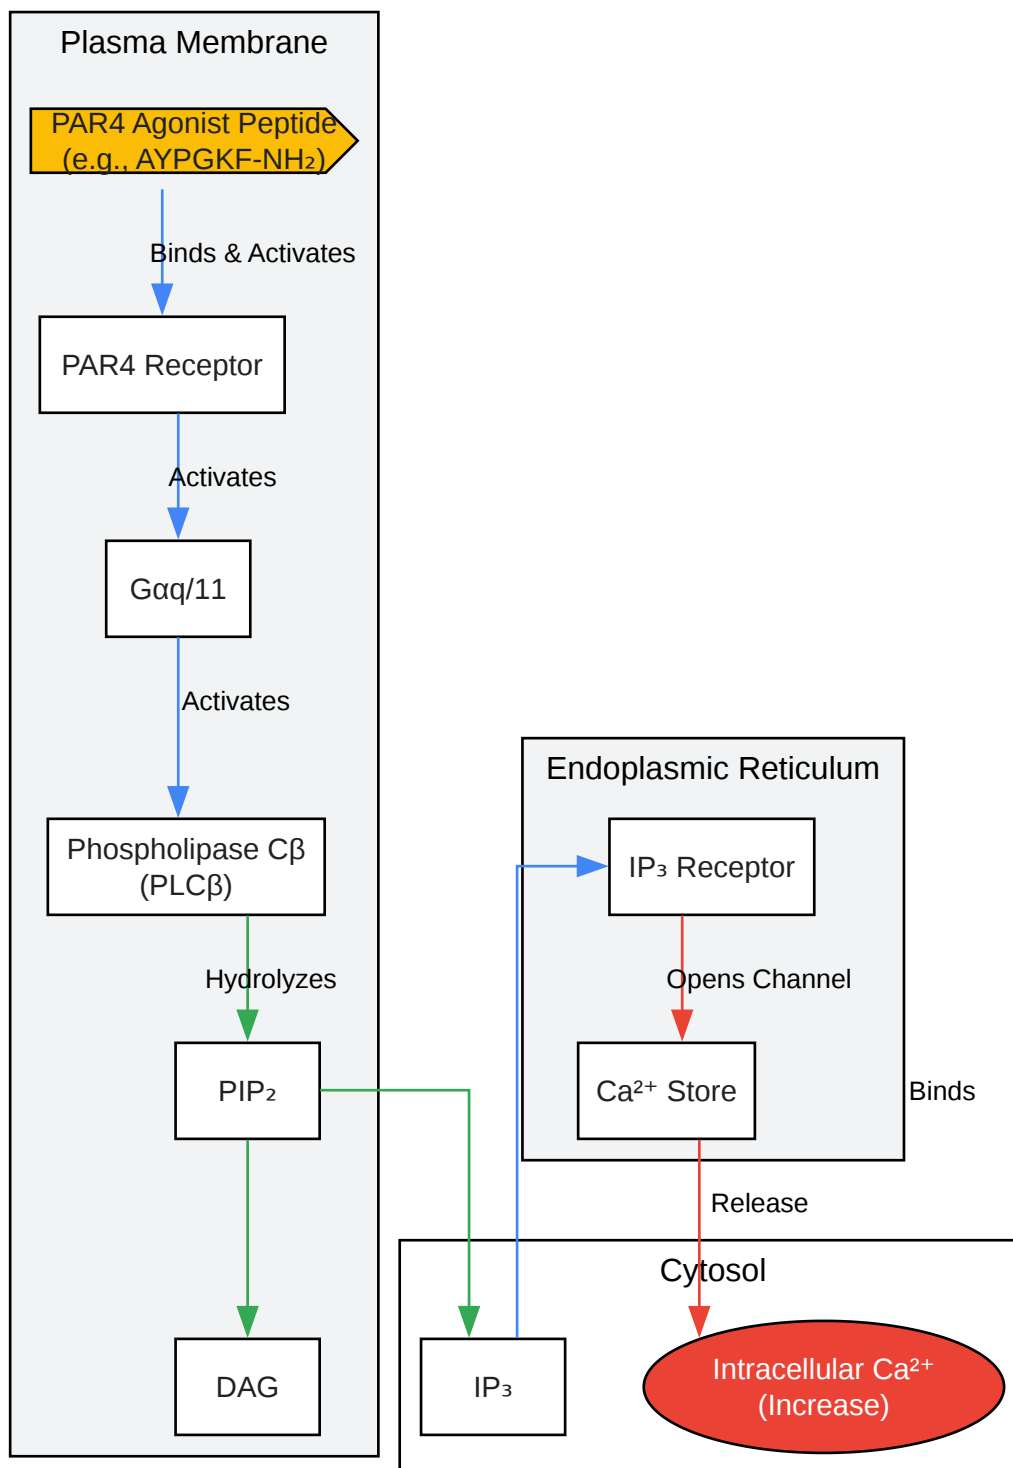 Plasma Membrane
PAR4 Agonist Peptide
(e.g., AYPGKF-NH₂)
Binds & Activates
PAR4 Receptor
Activates
Gαq/11
Activates
Phospholipase Cβ
(PLCβ)
Hydrolyzes
PIP₂
DAG
Endoplasmic Reticulum
IP₃ Receptor
Opens Channel
Ca²⁺ Store
Binds
Release
Cytosol
IP₃
Intracellular Ca²⁺
(Increase)